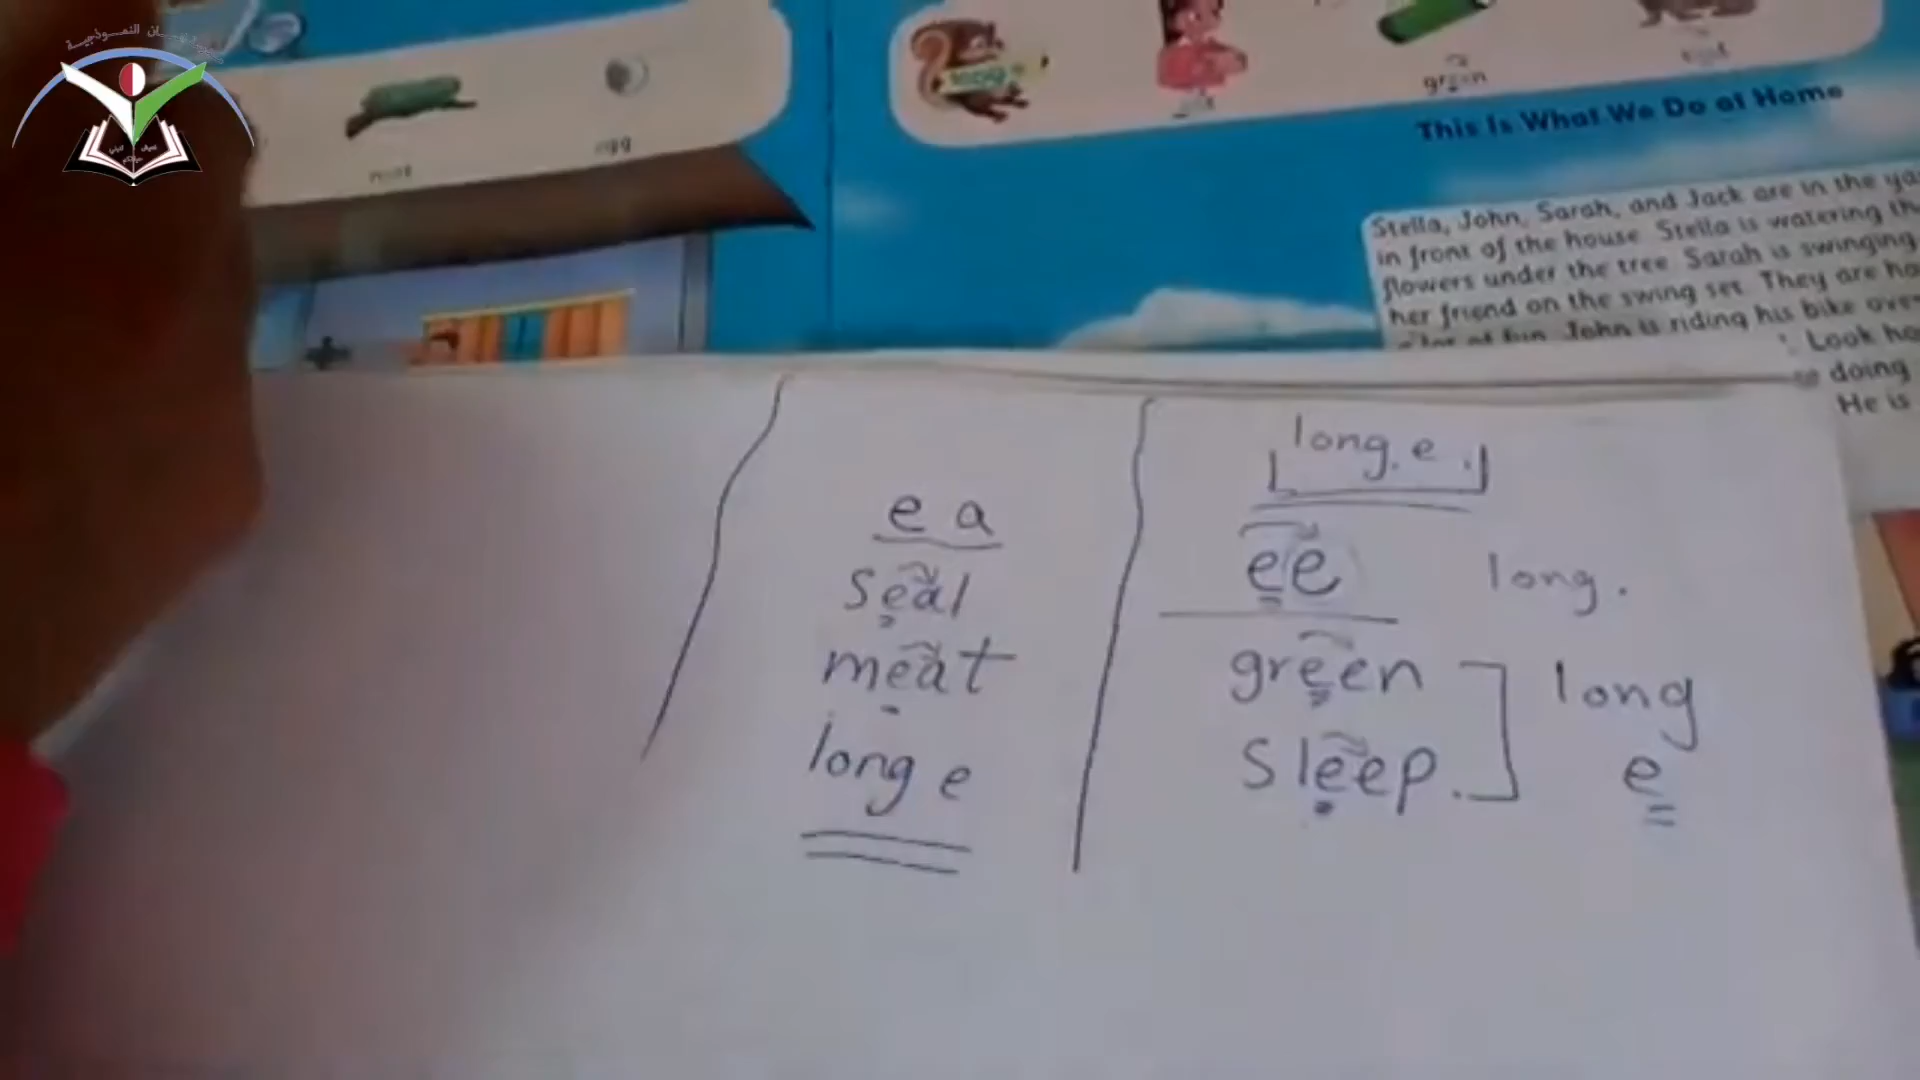 egg
green
This Is What We Do at Home
Stella, John, Sarah, and Jack are in the
in front of the house. Stella is watering
flowers under the tree. Sarah is swinging
her friend on the swing set. They are
John is riding his bike
Look
doing
He is
long e.
ee long.
green
sleep.
long
e
ea
seal
meat
long e